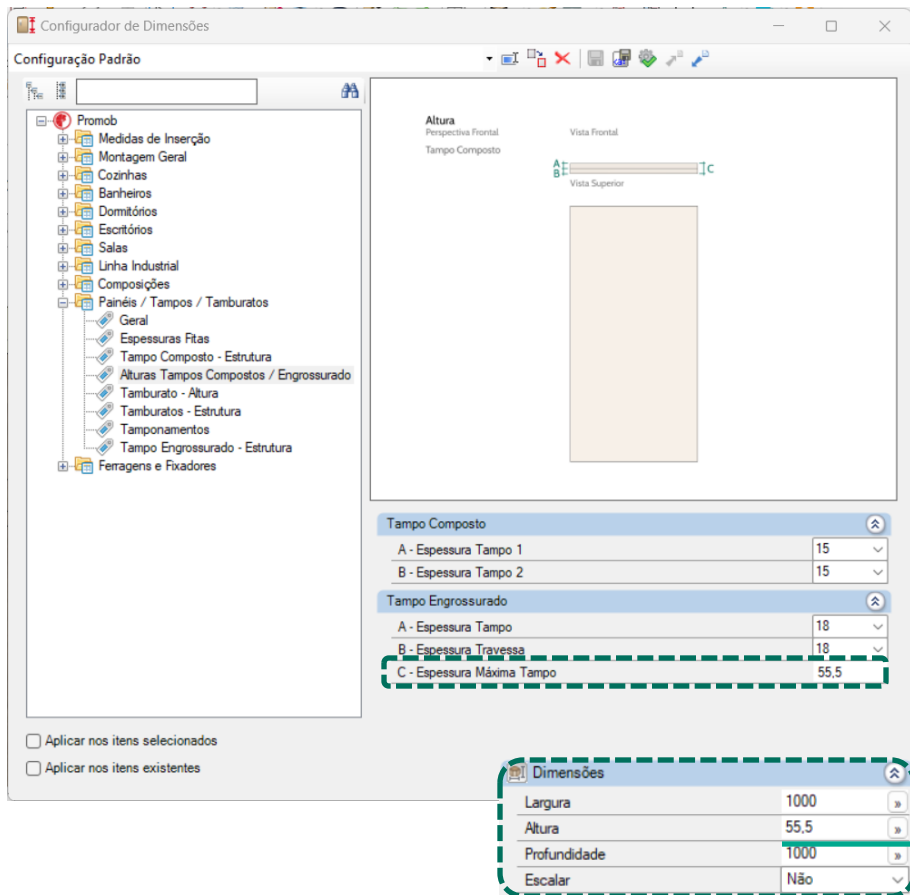 Configurador de Dimensões
Configuração Padrão
Promob
Medidas de Inserção
Montagem Geral
Cozinhas
Banheiros
Dormitórios
Escritórios
Salas
Linha Industrial
Composições
Painéis / Tampos / Tamburatos
Geral
Espessuras Fitas
Tampo Composto - Estrutura
Alturas Tampos Compostos / Engrossurado
Tamburato - Altura
Tamburatos - Estrutura
Tamponamentos
Tampo Engrossurado - Estrutura
Ferragens e Fixadores
Aplicar nos itens selecionados
Aplicar nos itens existentes
Altura
Perspectiva Frontal Vista Frontal
Tampo Composto
A
B
C
Vista Superior
Tampo Composto
A - Espessura Tampo 1 15
B - Espessura Tampo 2 15
Tampo Engrossurado
A - Espessura Tampo 18
B - Espessura Travessa 18
C - Espessura Máxima Tampo 55,5
Dimensões
Largura 1000 »
Altura 55,5 »
Profundidade 1000 »
Escalar Não